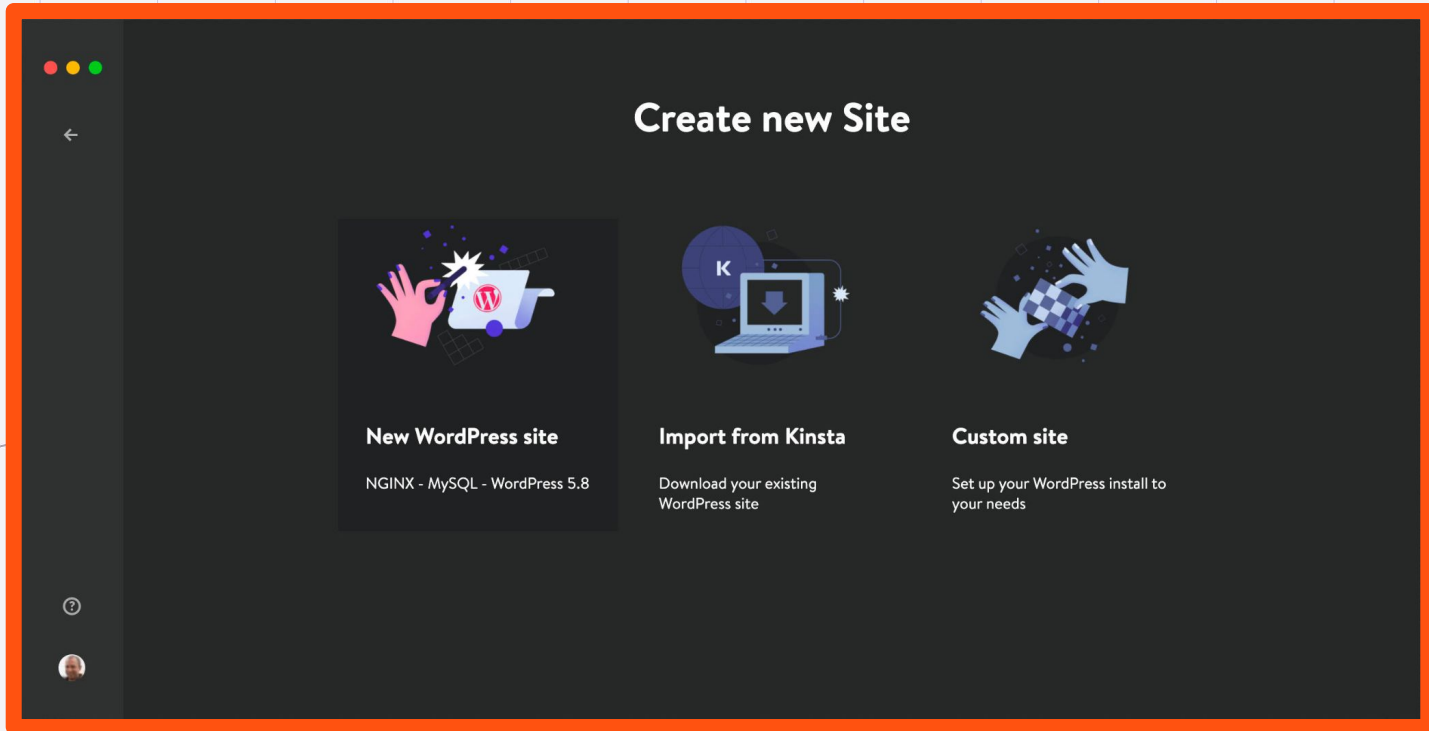 Create new Site
K
New WordPress site
NGINX - MySQL - WordPress 5.8
Import from Kinsta
Download your existing
WordPress site
Custom site
Set up your WordPress install to
your needs
?